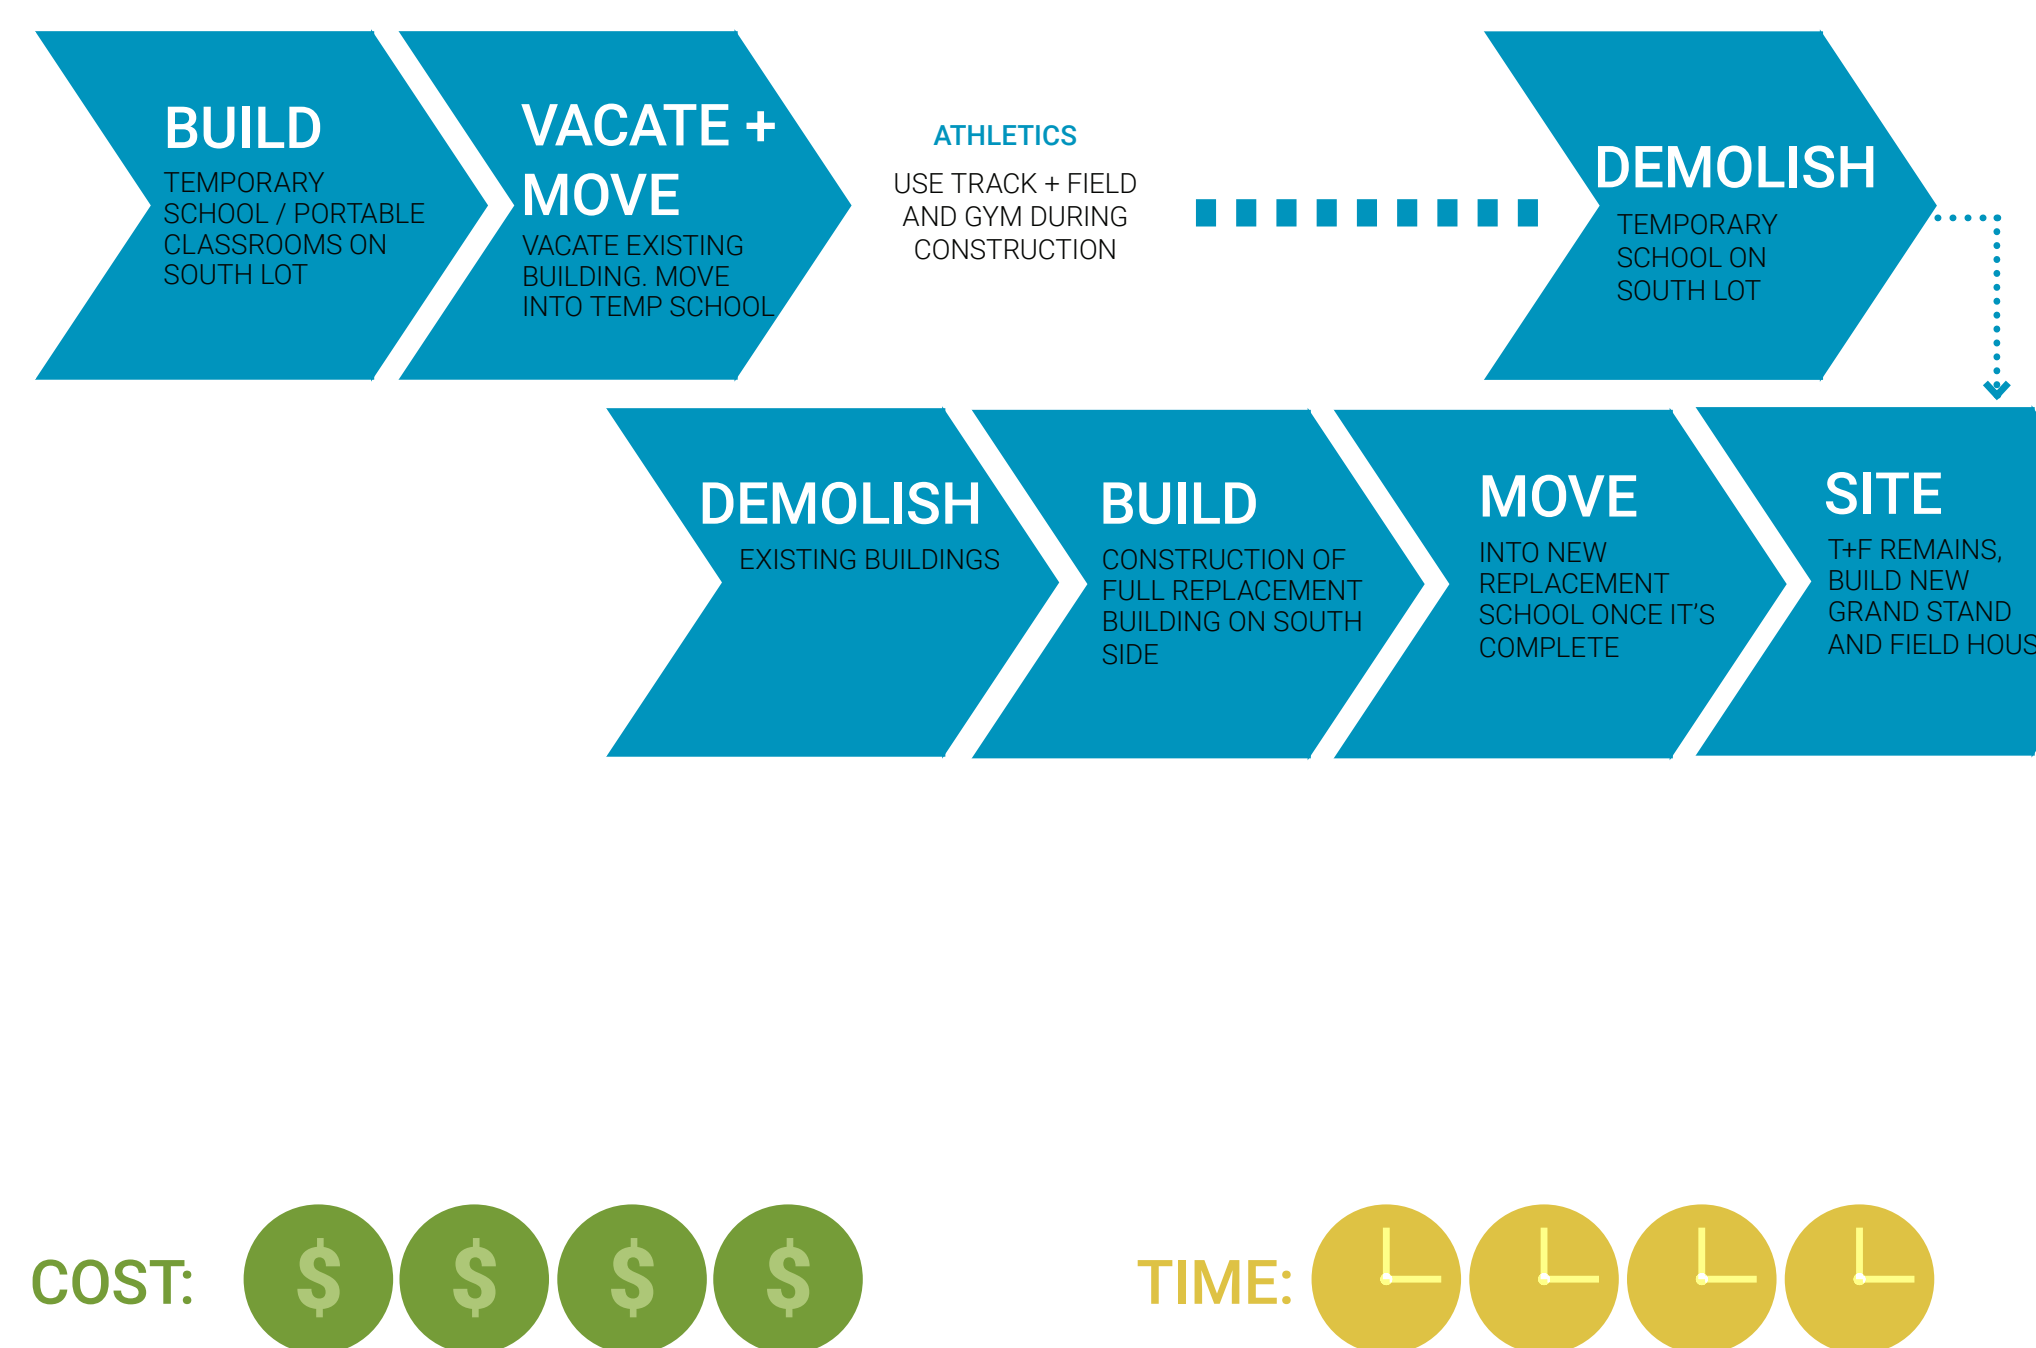 BUILD
TEMPORARY
SCHOOL / PORTABLE
CLASSROOMS ON
SOUTH LOT
VACATE +
MOVE
VACATE EXISTING
BUILDING. MOVE
INTO TEMP SCHOOL
ATHLETICS
USE TRACK + FIELD
AND GYM DURING
CONSTRUCTION
DEMOLISH
TEMPORARY
SCHOOL ON
SOUTH LOT
DEMOLISH
EXISTING BUILDINGS
BUILD
CONSTRUCTION OF
FULL REPLACEMENT
BUILDING ON SOUTH
SIDE
MOVE
INTO NEW
REPLACEMENT
SCHOOL ONCE IT’S
COMPLETE
SITE
T+F REMAINS,
BUILD NEW
GRAND STAND
AND FIELD HOUS
COST:
$ $ $ $
TIME: